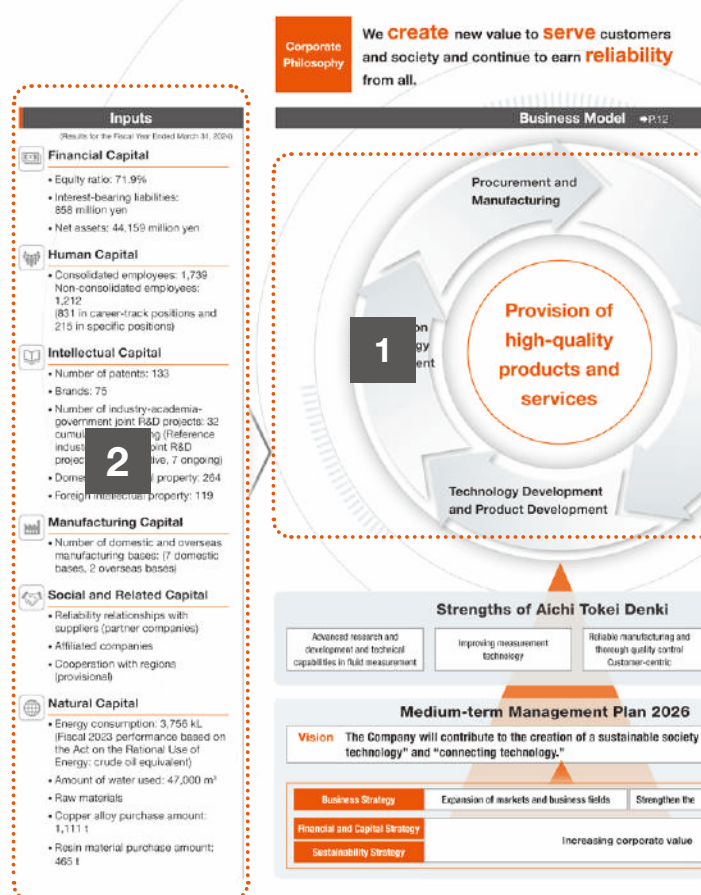 Corporate
Philosophy
We create new value to serve customers
and society and continue to earn reliability
from all.
Inputs
(Results for the Fiscal Year Ended March 31, 2024)
Financial Capital
• Equity ratio: 71.9%
• Interest-bearing liabilities:
858 million yen
• Net assets: 44,159 million yen
Human Capital
• Consolidated employees: 1,739
Non-consolidated employees:
1,212
(831 in career-track positions and
215 in specific positions)
Intellectual Capital
• Number of patents: 133
• Brands: 75
• Number of industry-academia-
government joint R&D projects: 32
(Reference
joint R&D
7 ongoing)
property: 264
• Foreign intellectual property: 119
2
Manufacturing Capital
• Number of domestic and overseas
manufacturing bases: (7 domestic
bases, 2 overseas bases)
Social and Related Capital
• Reliability relationships with
suppliers (partner companies)
• Affiliated companies
• Cooperation with regions
(provisional)
Natural Capital
• Energy consumption: 3,756 kL
(Fiscal 2023 performance based on
the Act on the Rational Use of
Energy: crude oil equivalent)
• Amount of water used: 47,000 m³
• Raw materials
• Copper alloy purchase amount:
1,111 t
• Resin material purchase amount:
465 t
Business Model ➔P.12
Procurement and
Manufacturing
1
Provision of
high-quality
products and
services
Technology Development
and Product Development
Strengths of Aichi Tokei Denki
Advanced research and
development and technical
capabilities in fluid measurement
Improving measurement
technology
Reliable manufacturing and
thorough quality control
Customer-centric
Medium-term Management Plan 2026
Vision The Company will contribute to the creation of a sustainable society
technology” and “connecting technology.”
Business Strategy
Expansion of markets and business fields
Strengthen the
Financial and Capital Strategy
Increasing corporate value
Sustainability Strategy